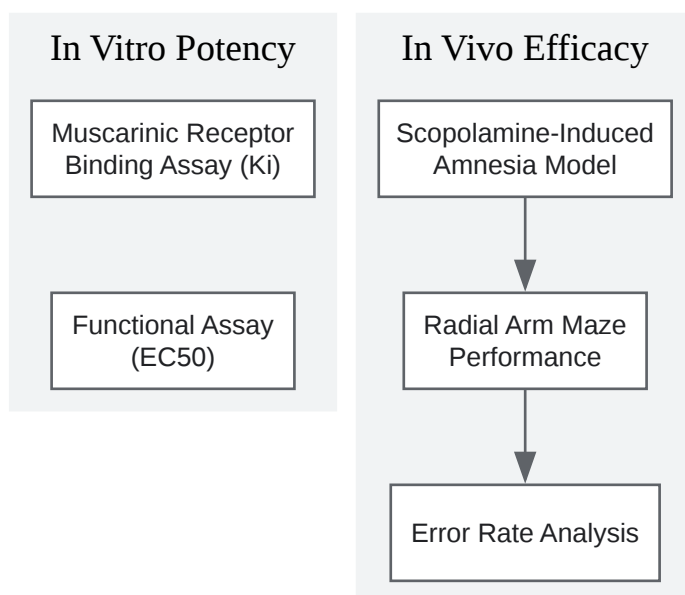 In Vitro Potency
Muscarinic Receptor
Binding Assay (Ki)
Functional Assay
(EC50)
In Vivo Efficacy
Scopolamine-Induced
Amnesia Model
Radial Arm Maze
Performance
Error Rate Analysis